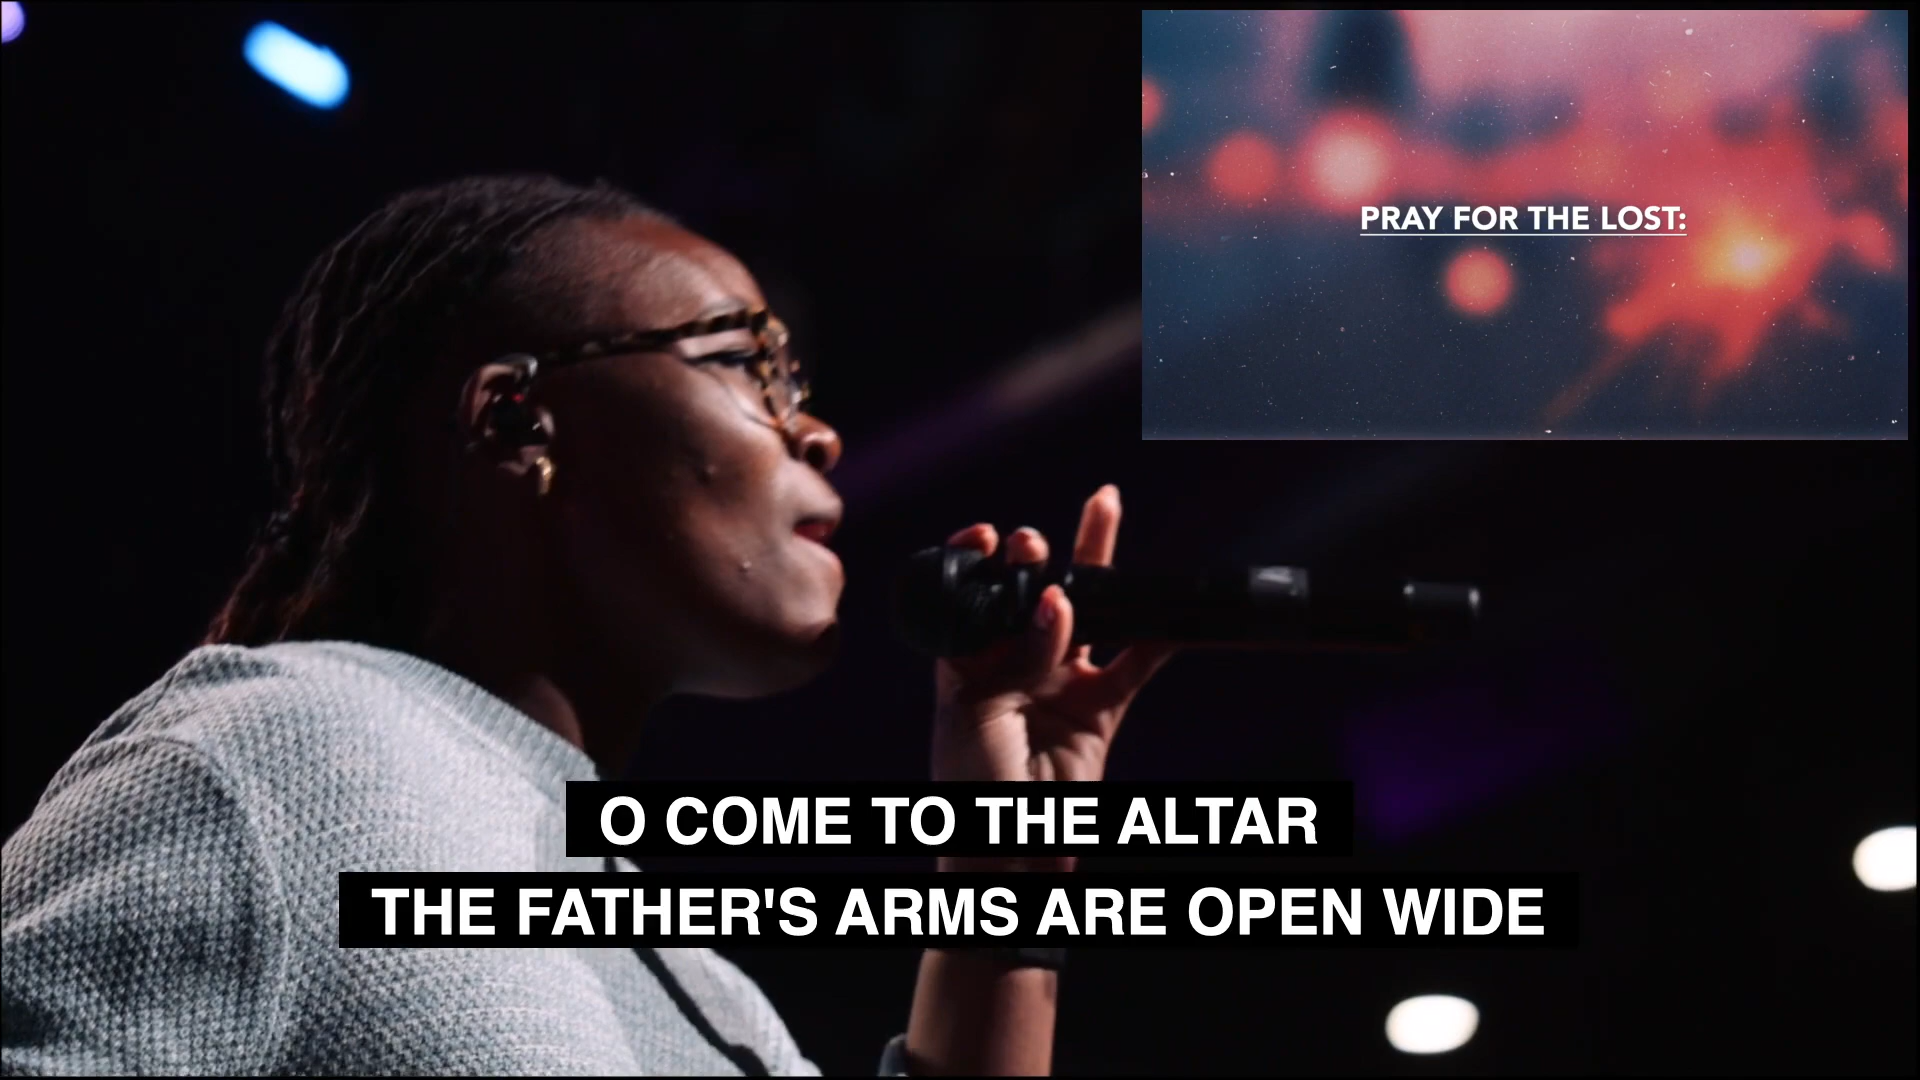 PRAY FOR THE LOST:
O COME TO THE ALTAR
THE FATHER'S ARMS ARE OPEN WIDE